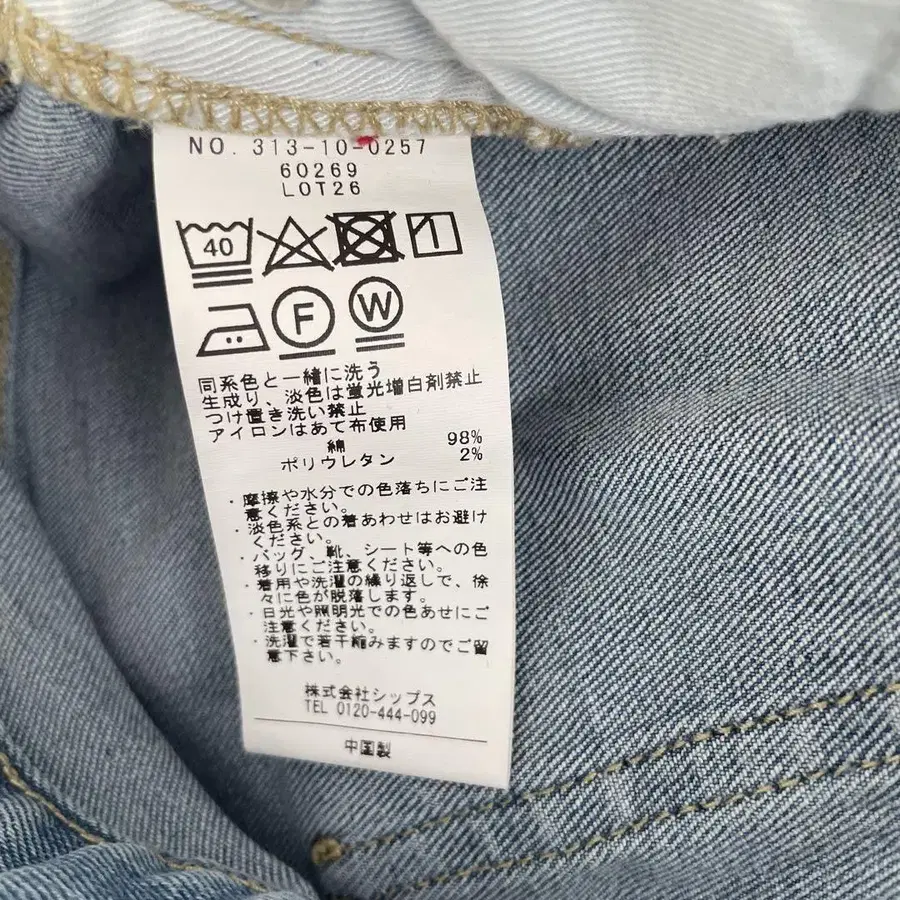 NO. 313-10-0257
60269
LOT26
40
F
W
同系色と一緒に洗う
生成り、淡色は蛍光増白剤禁止
つけ置き洗い禁止
アイロンはあて布使用
綿 98%
ポリウレタン 2%
・摩擦や水分での色落ちにご注
意ください。
・淡色系との着あわせはお避け
ください。
・バッグ、靴、シート等への色
移りにご注意ください。
・着用や洗濯の繰り返しで、徐
々に色が脱落します。
・日光や照明光での色あせにご
注意ください。
・洗濯で若干縮みますのでご留
意下さい。
株式会社シップス
TEL 0120-444-099
中国製